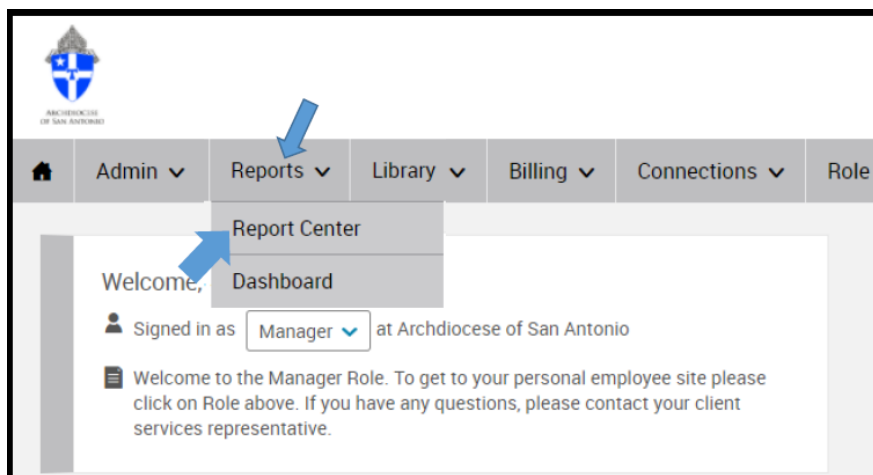 ARCHDIOCESE
OF SAN ANTONIO
Admin Reports Library Billing Connections Role
Report Center
Dashboard
Welcome,
Signed in as Manager at Archdiocese of San Antonio
Welcome to the Manager Role. To get to your personal employee site please
click on Role above. If you have any questions, please contact your client
services representative.